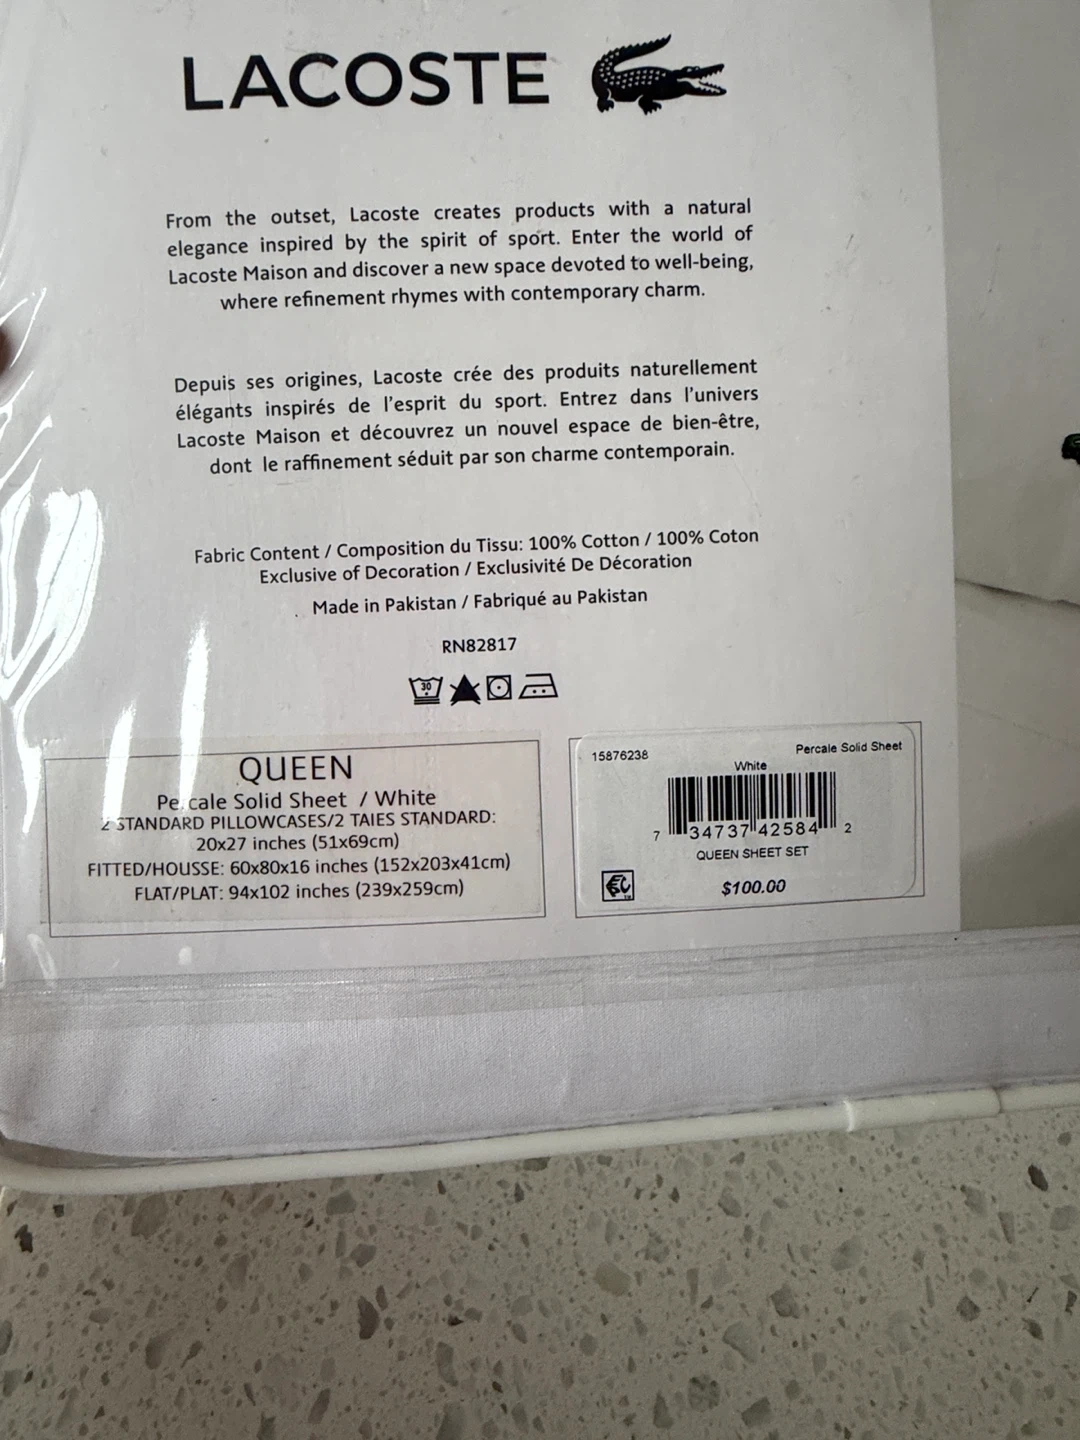 LACOSTE
From the outset, Lacoste creates products with a natural
elegance inspired by the spirit of sport. Enter the world of
Lacoste Maison and discover a new space devoted to well-being,
where refinement rhymes with contemporary charm.
Depuis ses origines, Lacoste crée des produits naturellement
élégants inspirés de l'esprit du sport. Entrez dans l'univers
Lacoste Maison et découvrez un nouvel espace de bien-être,
dont le raffinement séduit par son charme contemporain.
Fabric Content / Composition du Tissu: 100% Cotton / 100% Coton
Exclusive of Decoration / Exclusivité De Décoration
Made in Pakistan / Fabriqué au Pakistan
RN82817
30
QUEEN
Percale Solid Sheet / White
2 STANDARD PILLOWCASES/2 TAIES STANDARD:
20x27 inches (51x69cm)
FITTED/HOUSSE: 60x80x16 inches (152x203x41cm)
FLAT/PLAT: 94x102 inches (239x259cm)
15876238 Percale Solid Sheet
White
7 34737 42584 2
QUEEN SHEET SET
$100.00